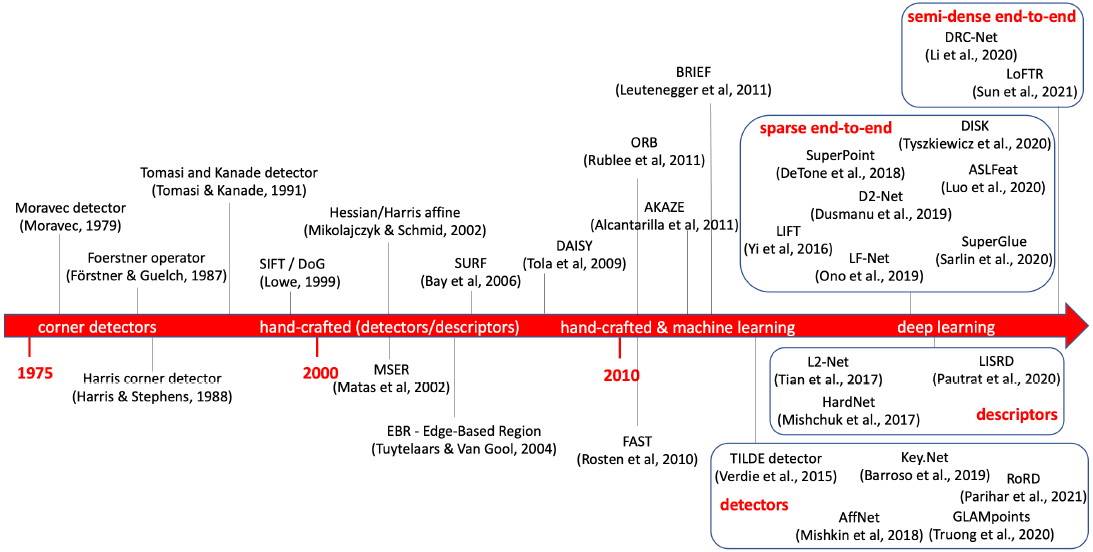 semi-dense end-to-end
DRC-Net
(Li et al., 2020)
LoFTR
(Sun et al., 2021)
BRIEF
(Leutenegger et al, 2011)
sparse end-to-end
DISK
(Tyszkiewicz et al., 2020)
SuperPoint
(DeTone et al., 2018)
ASLFeat
(Luo et al., 2020)
D2-Net
(Dusmanu et al., 2019)
LIFT
(Yi et al., 2016)
SuperGlue
(Sarlin et al., 2020)
LF-Net
(Ono et al., 2019)
ORB
(Rublee et al, 2011)
AKAZE
(Alcantarilla et al, 2011)
Tomasi and Kanade detector
(Tomasi & Kanade, 1991)
Moravec detector
(Moravec, 1979)
Hessian/Harris affine
(Mikolajczyk & Schmid, 2002)
Foerstner operator
(Förstner & Guelch, 1987)
SIFT / DoG
(Lowe, 1999)
SURF
(Bay et al, 2006)
DAISY
(Tola et al, 2009)
corner detectors
hand-crafted (detectors/descriptors)
hand-crafted & machine learning
deep learning
1975
2000
2010
Harris corner detector
(Harris & Stephens, 1988)
MSER
(Matas et al, 2002)
EBR - Edge-Based Region
(Tuytelaars & Van Gool, 2004)
FAST
(Rosten et al, 2010)
L2-Net
(Tian et al., 2017)
LISRD
(Pautrat et al., 2020)
HardNet
(Mishchuk et al., 2017)
descriptors
TILDE detector
(Verdie et al., 2015)
Key.Net
(Barroso et al., 2019)
RoRD
(Parihar et al., 2021)
detectors
AffNet
(Mishkin et al, 2018)
GLAMpoints
(Truong et al., 2020)